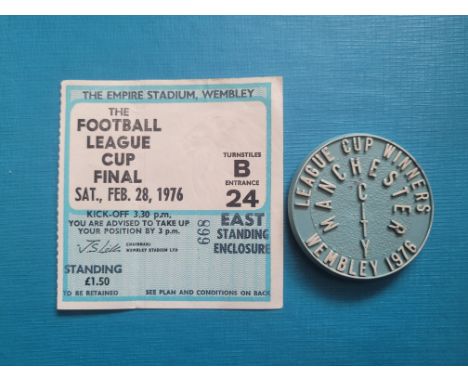 THE EMPIRE STADIUM, WEMBLEY
THE
FOOTBALL
LEAGUE
CUP
FINAL
SAT., FEB. 28, 1976
TURNSTILES
B
ENTRANCE
24
KICK-OFF 3.30 p.m.
YOU ARE ADVISED TO TAKE UP
YOUR POSITION BY 3 p.m.
CHAIRMAN:
WEMBLEY STADIUM LTD
EAST
STANDING
ENCLOSURE
668
STANDING
£1.50
TO BE RETAINED
SEE PLAN AND CONDITIONS ON BACK
LEAGUE CUP WINNERS
MANCHESTER
CITY
WEMBLEY 1976